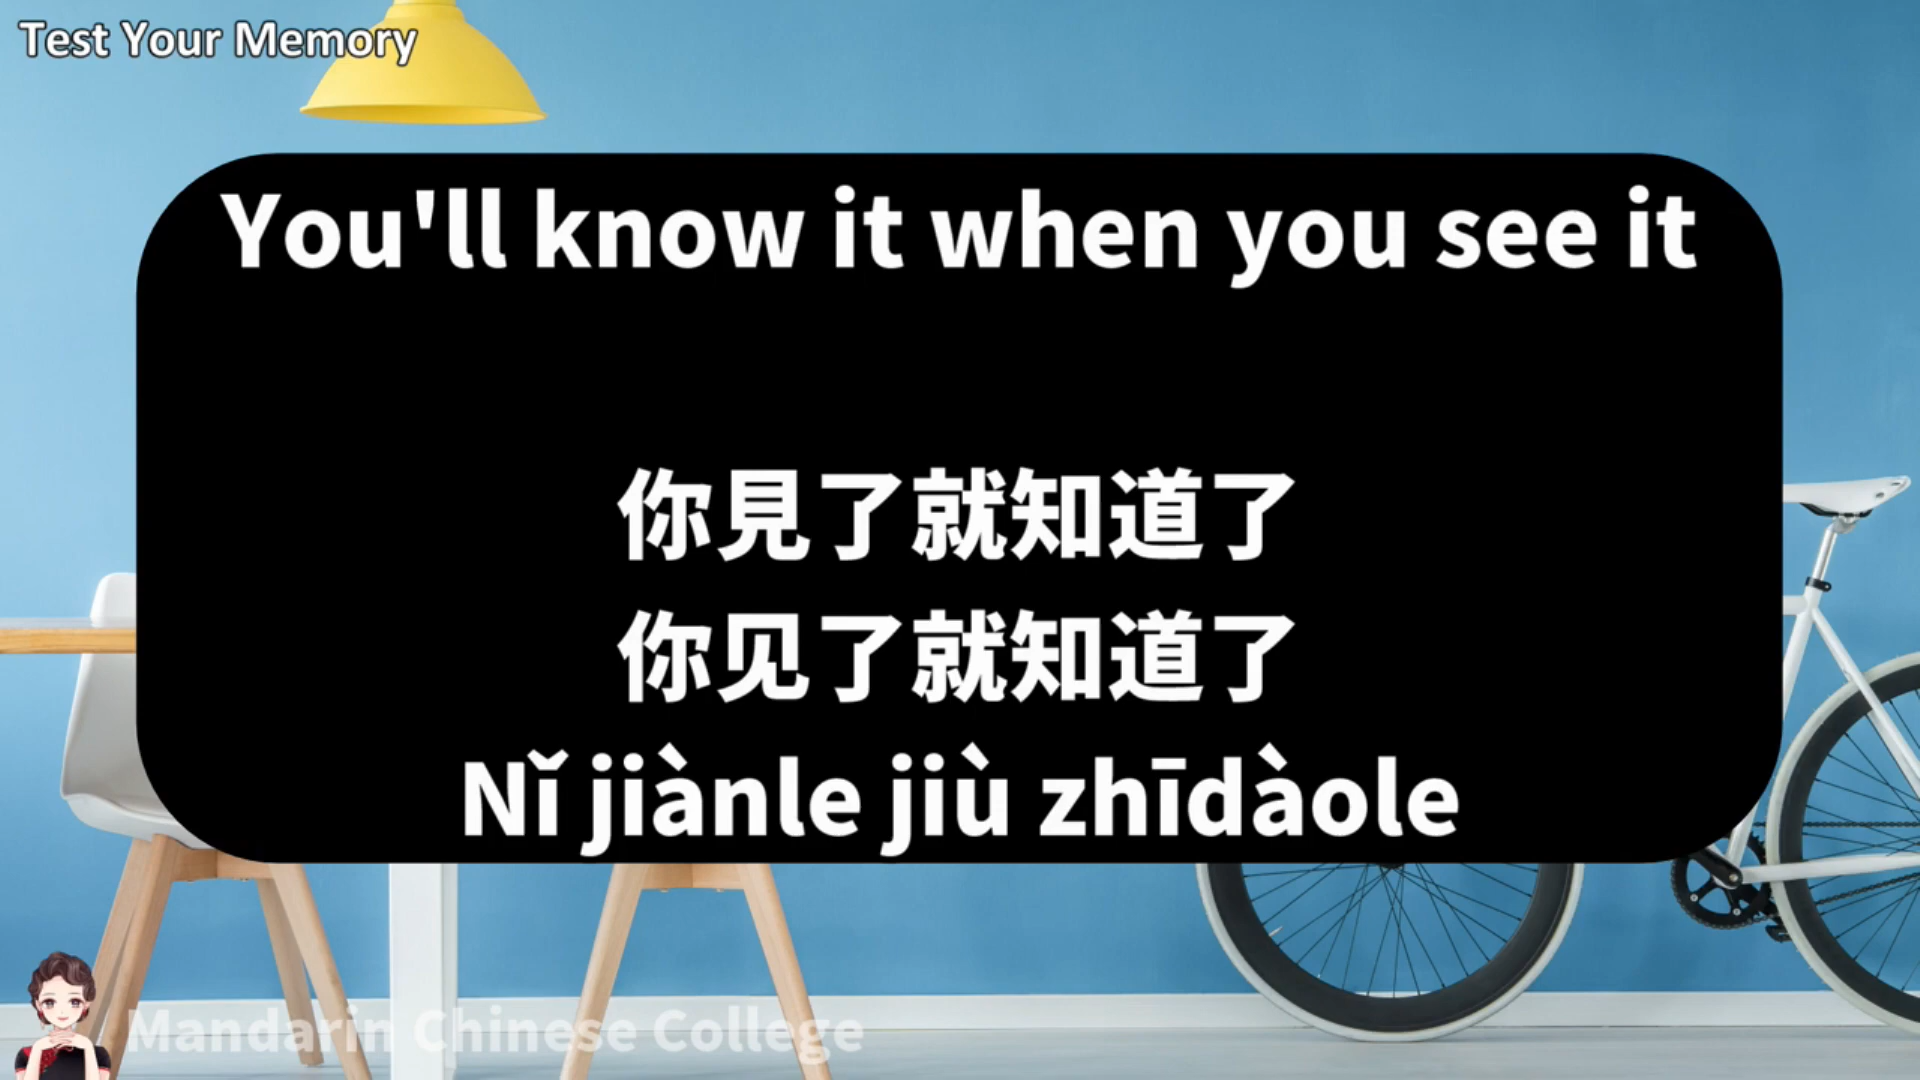 Test Your Memory
You'll know it when you see it
你見了就知道了
你见了就知道了
Nǐ jiànle jiù zhīdàole
Mandarin Chinese College